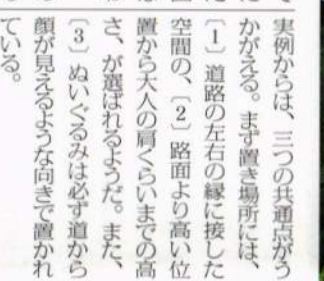 実例からは、三つの共通点がう
かがえる。まず置き場所には、
〔1〕道路の左右の縁に接した
空間の、〔2〕路面より高い位
置から大人の肩くらいまでの高
さ、が選ばれるようだ。また、
〔3〕ぬいぐるみは必ず道から
顔が見えるような向きで置かれ
ている。